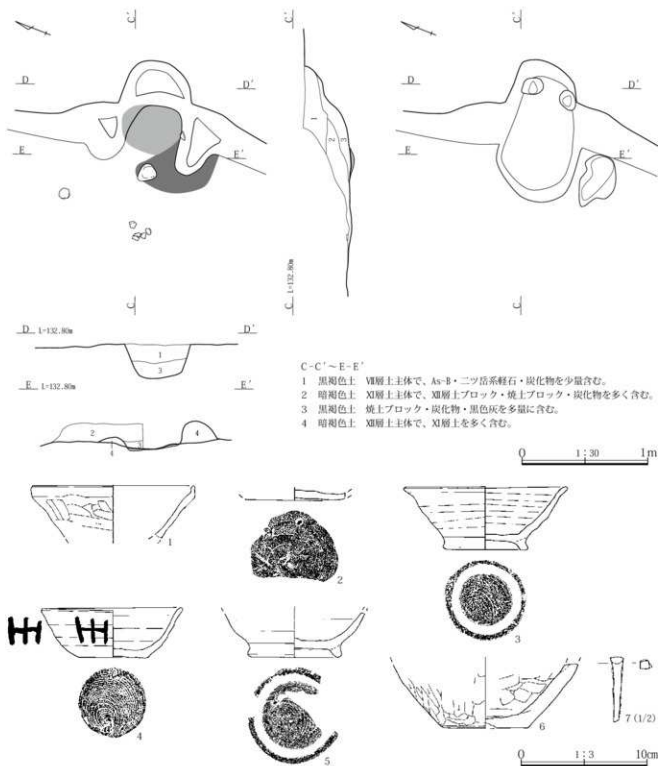 C′
C′
D
D′
D
D′
E
E′
E
E′
1
2
3
C
C
C
L=132.80m
D L=132.80m
D′
1
3
E L=132.80m
E′
2
4
4
C-C′～E-E′
1 黒褐色土 Ⅶ層土主体で、As-B・二ツ岳系軽石・炭化物を少量含む。
2 暗褐色土 Ⅺ層土主体で、Ⅻ層土ブロック・焼土ブロック・炭化物を多く含む。
3 黒褐色土 焼土ブロック・炭化物・黒色灰を多量に含む。
4 暗褐色土 Ⅻ層土主体で、Ⅺ層土を多く含む。
0 1:30 1m
1
2
3
4
5
6
7(1/2)
0 1:3 10cm